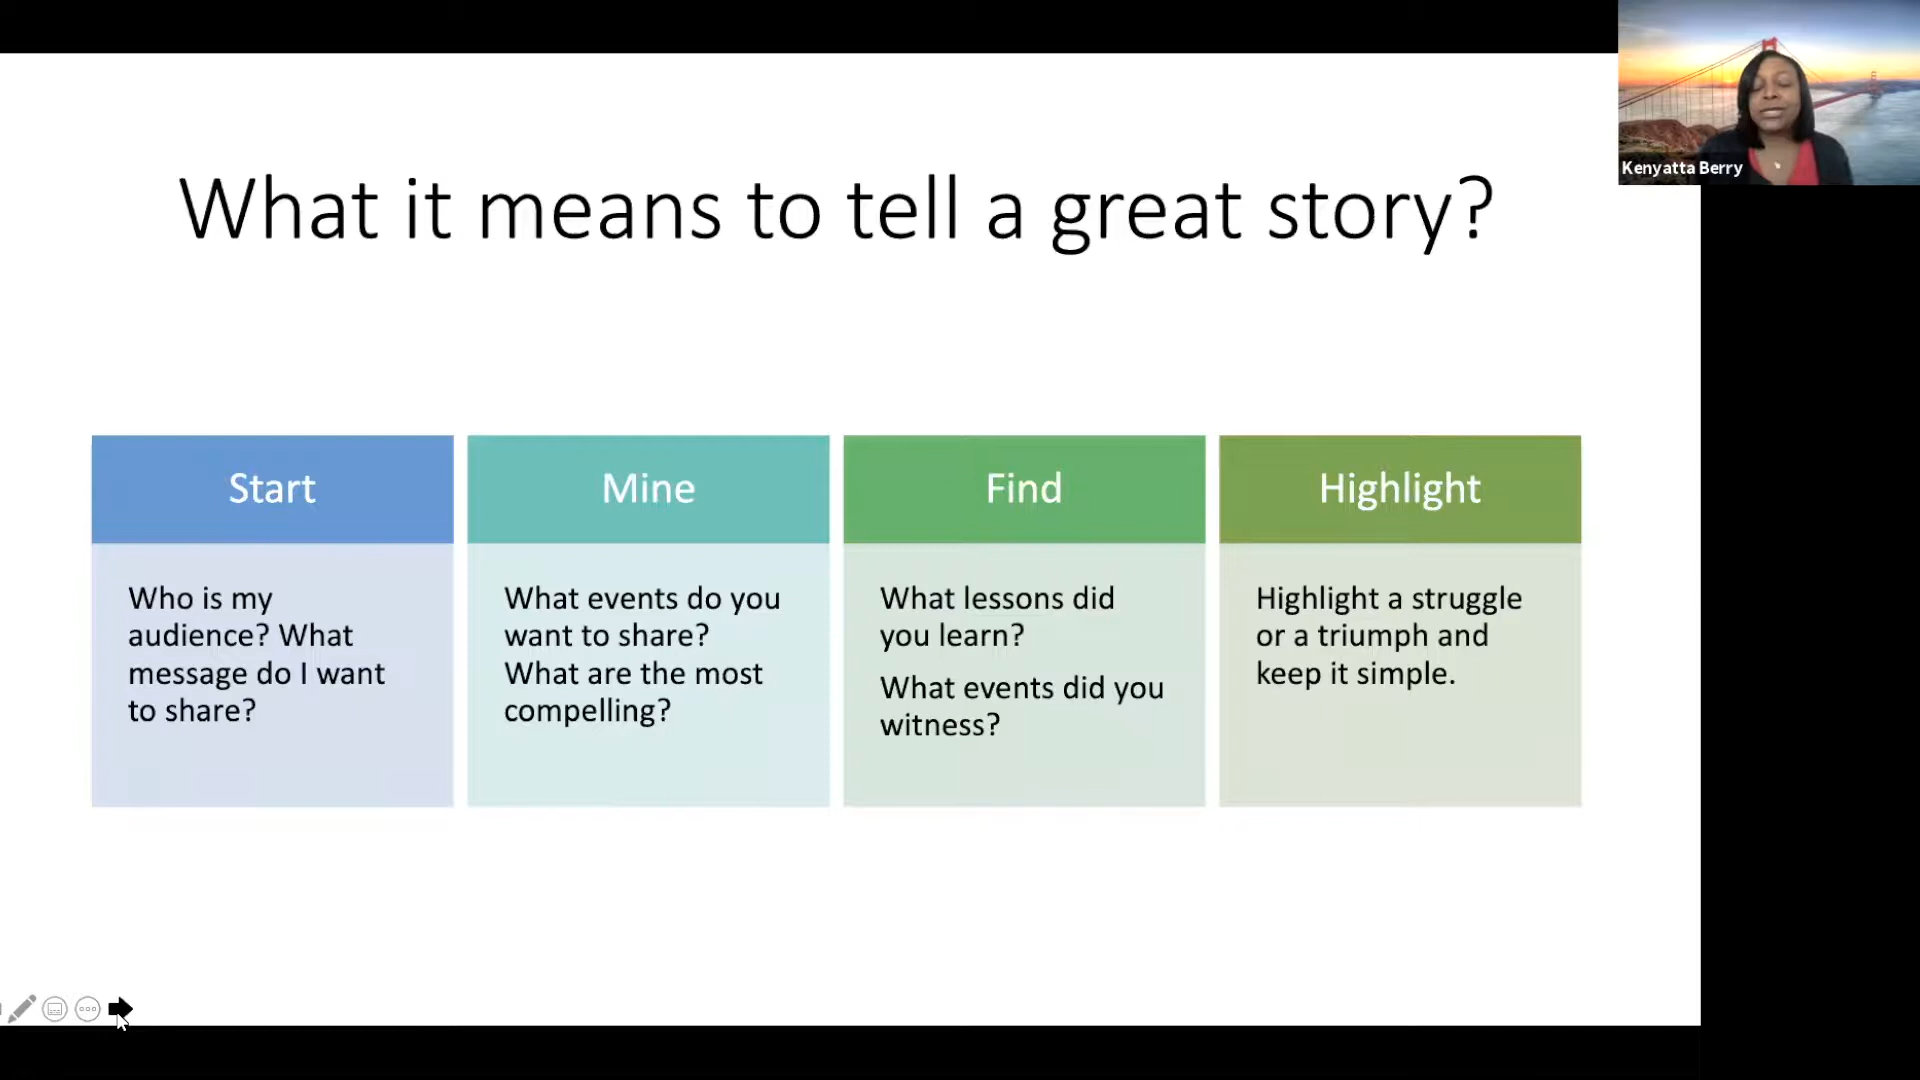 Kenyatta Berry
What it means to tell a great story?
Start
Who is my
audience? What
message do I want
to share?
Mine
What events do you
want to share?
What are the most
compelling?
Find
What lessons did
you learn?
What events did you
witness?
Highlight
Highlight a struggle
or a triumph and
keep it simple.